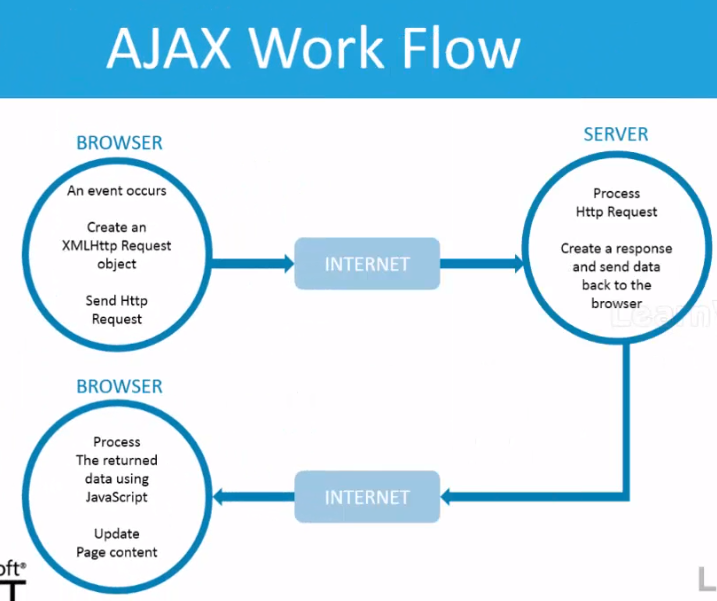 AJAX Work Flow
BROWSER
An event occurs
Create an
XMLHttp Request
object
Send Http
Request
INTERNET
SERVER
Process
Http Request
Create a response
and send data
back to the
browser
Learn
BROWSER
Process
The returned
data using
JavaScript
Update
Page content
INTERNET
oft®
T
L